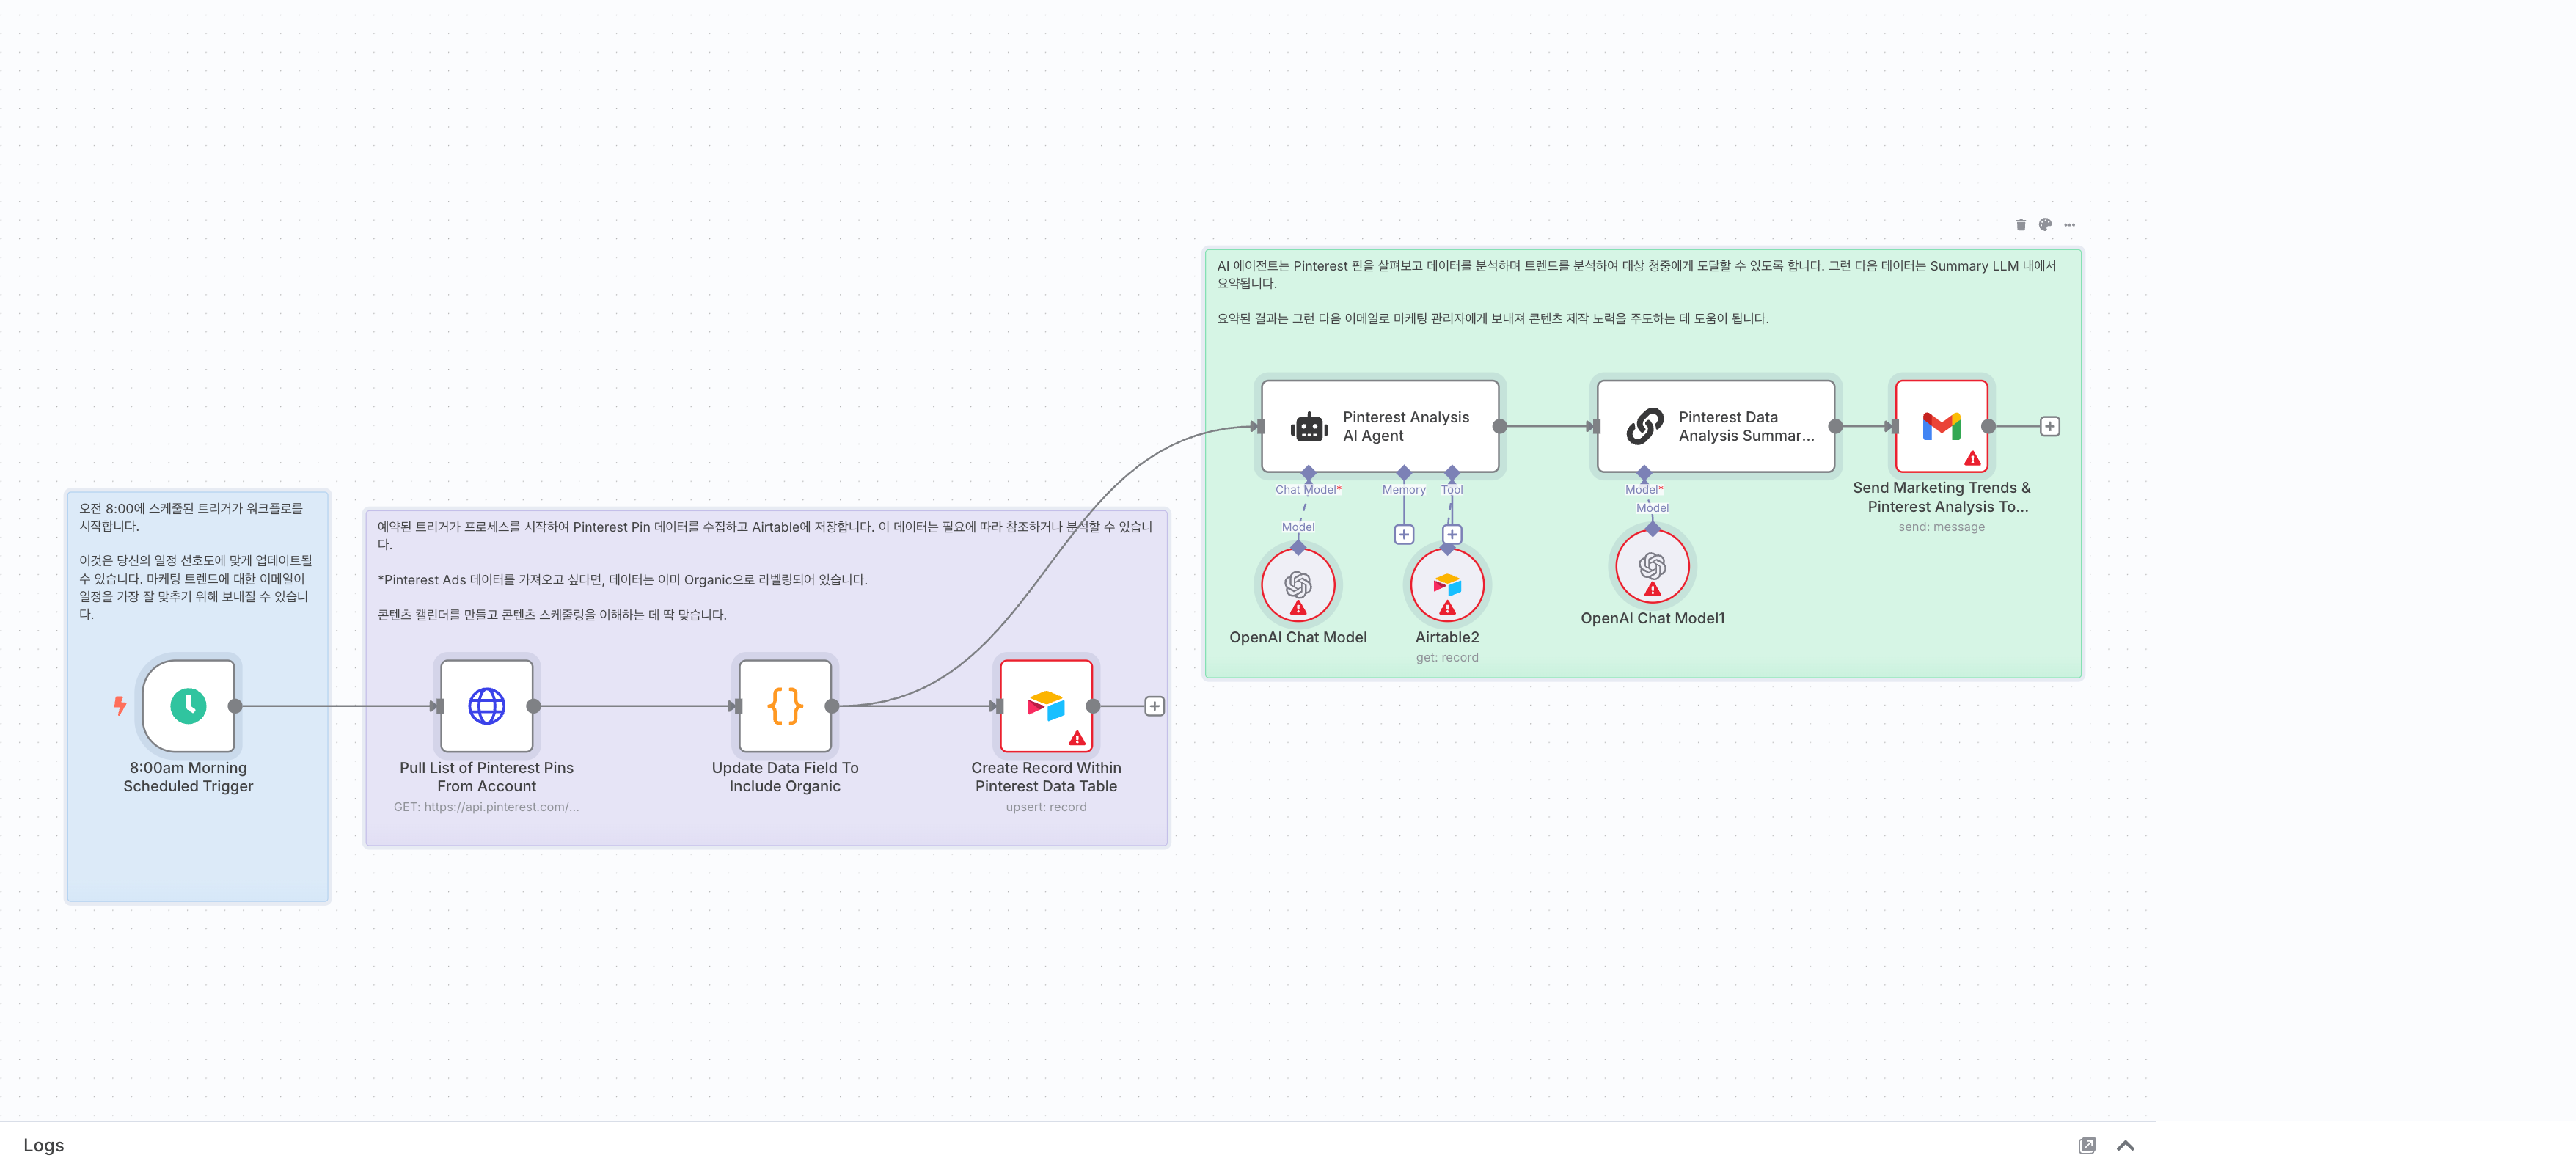 AI 에이전트는 Pinterest 핀을 살펴보고 데이터를 분석하며 트렌드를 분석하여 대상 청중에게 도달할 수 있도록 합니다. 그런 다음 데이터는 Summary LLM 내에서
요약됩니다.
요약된 결과는 그런 다음 이메일로 마케팅 관리자에게 보내져 콘텐츠 제작 노력을 주도하는 데 도움이 됩니다.
Pinterest Analysis
AI Agent
Pinterest Data
Analysis Summar...
Chat Model*
Memory
Tool
Model*
Model
Model
Send Marketing Trends &
Pinterest Analysis To...
send: message
OpenAI Chat Model
Airtable2
get: record
OpenAI Chat Model1
오전 8:00에 스케줄된 트리거가 워크플로를
시작합니다.
이것은 당신의 일정 선호도에 맞게 업데이트될
수 있습니다. 마케팅 트렌드에 대한 이메일이
일정을 가장 잘 맞추기 위해 보내질 수 있습니
다.
8:00am Morning
Scheduled Trigger
예약된 트리거가 프로세스를 시작하여 Pinterest Pin 데이터를 수집하고 Airtable에 저장합니다. 이 데이터는 필요에 따라 참조하거나 분석할 수 있습니
다.
*Pinterest Ads 데이터를 가져오고 싶다면, 데이터는 이미 Organic으로 라벨링되어 있습니다.
콘텐츠 캘린더를 만들고 콘텐츠 스케줄링을 이해하는 데 딱 맞습니다.
Pull List of Pinterest Pins
From Account
GET: https://api.pinterest.com/...
Update Data Field To
Include Organic
Create Record Within
Pinterest Data Table
upsert: record
Logs